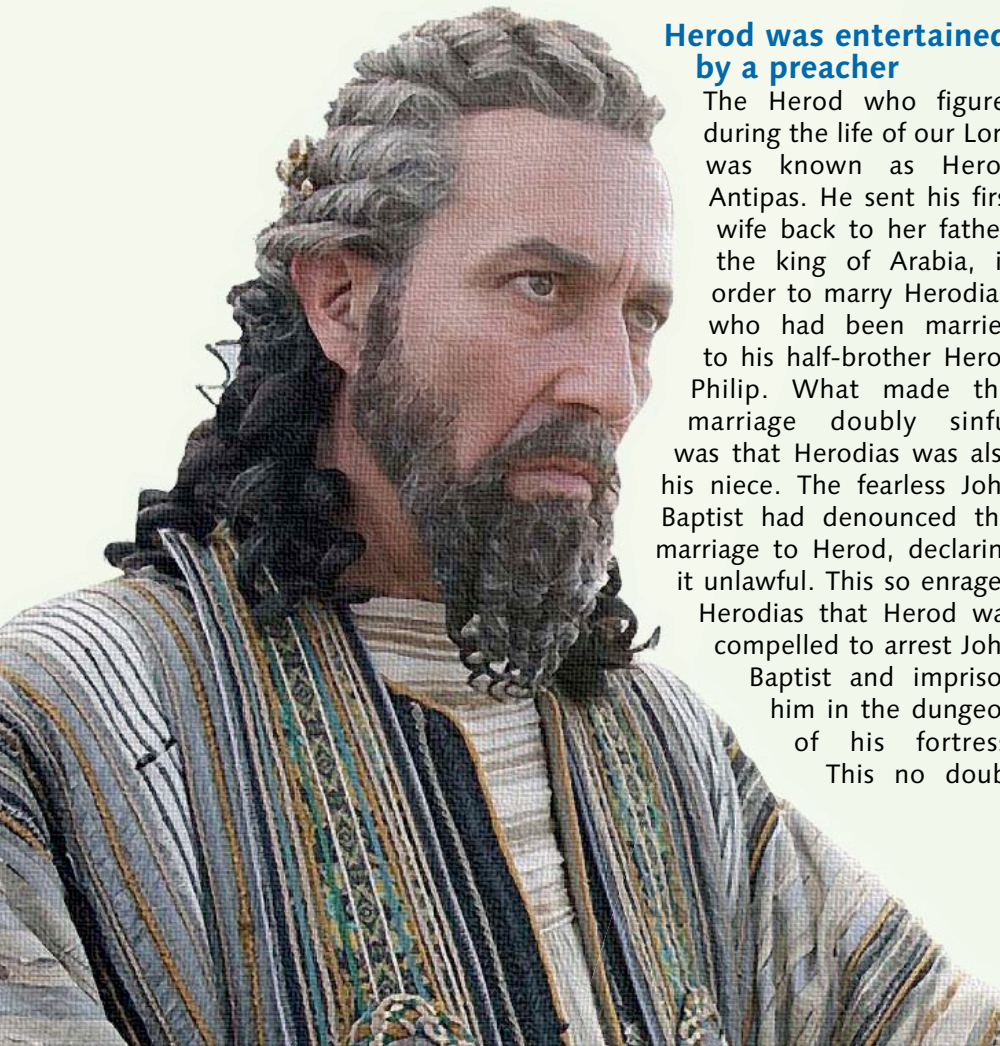 Herod was entertained
by a preacher
The Herod who figure
during the life of our Lor
was known as Hero
Antipas. He sent his firs
wife back to her fathe
the king of Arabia, i
order to marry Herodia
who had been marrie
to his half-brother Hero
Philip. What made th
marriage doubly sinfu
was that Herodias was als
his niece. The fearless Joh
Baptist had denounced th
marriage to Herod, declarin
it unlawful. This so enrage
Herodias that Herod wa
compelled to arrest Joh
Baptist and impriso
him in the dungeo
of his fortres
This no doub